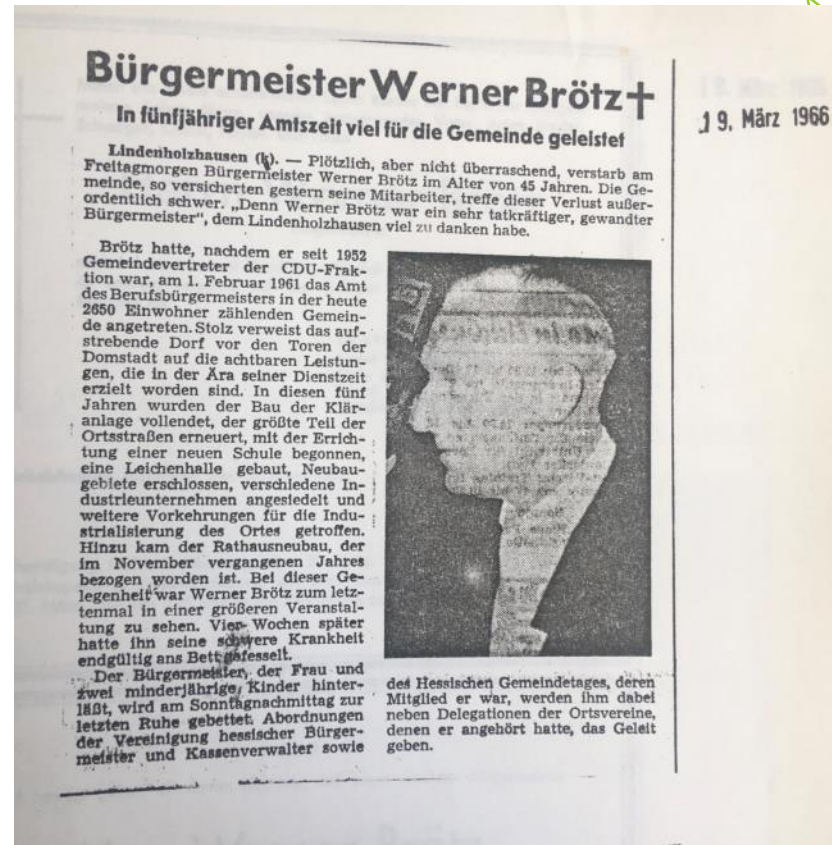 Bürgermeister Werner Brötz †
In fünfjähriger Amtszeit viel für die Gemeinde geleistet
19. März 1966
Lindenholzhausen (k). — Plötzlich, aber nicht überraschend, verstarb am
Freitagmorgen Bürgermeister Werner Brötz im Alter von 45 Jahren. Die Ge-
meinde, so versicherten gestern seine Mitarbeiter, treffe dieser Verlust außer-
ordentlich schwer. „Denn Werner Brötz war ein sehr tatkräftiger, gewandter
Bürgermeister“, dem Lindenholzhausen viel zu danken habe.
Brötz hatte, nachdem er seit 1952
Gemeindevertreter der CDU-Frak-
tion war, am 1. Februar 1961 das Amt
des Berufsbürgermeisters in der heute
2650 Einwohner zählenden Gemein-
de angetreten. Stolz verweist das auf-
strebende Dorf vor den Toren der
Domstadt auf die achtbaren Leistun-
gen, die in der Ära seiner Dienstzeit
erzielt worden sind. In diesen fünf
Jahren wurden der Bau der Klär-
anlage vollendet, der größte Teil der
Ortsstraßen erneuert, mit der Errich-
tung einer neuen Schule begonnen,
eine Leichenhalle gebaut, Neubau-
gebiete erschlossen, verschiedene In-
dustrieunternehmen angesiedelt und
weitere Vorkehrungen für die Indu-
strialisierung des Ortes getroffen.
Hinzu kam der Rathausneubau, der
im November vergangenen Jahres
bezogen worden ist. Bei dieser Ge-
legenheit war Werner Brötz zum letz-
tenmal in einer größeren Veranstal-
tung zu sehen. Vier Wochen später
hatte ihn seine schwere Krankheit
endgültig ans Bett gefesselt.
Der Bürgermeister, der Frau und
zwei minderjährige Kinder hinter-
läßt, wird am Sonntagnachmittag zur
letzten Ruhe gebettet. Abordnungen
der Vereinigung hessischer Bürger-
meister und Kassenverwalter sowie
des Hessischen Gemeindetages, deren
Mitglied er war, werden ihm dabei
neben Delegationen der Ortsvereine,
denen er angehört hatte, das Geleit
geben.